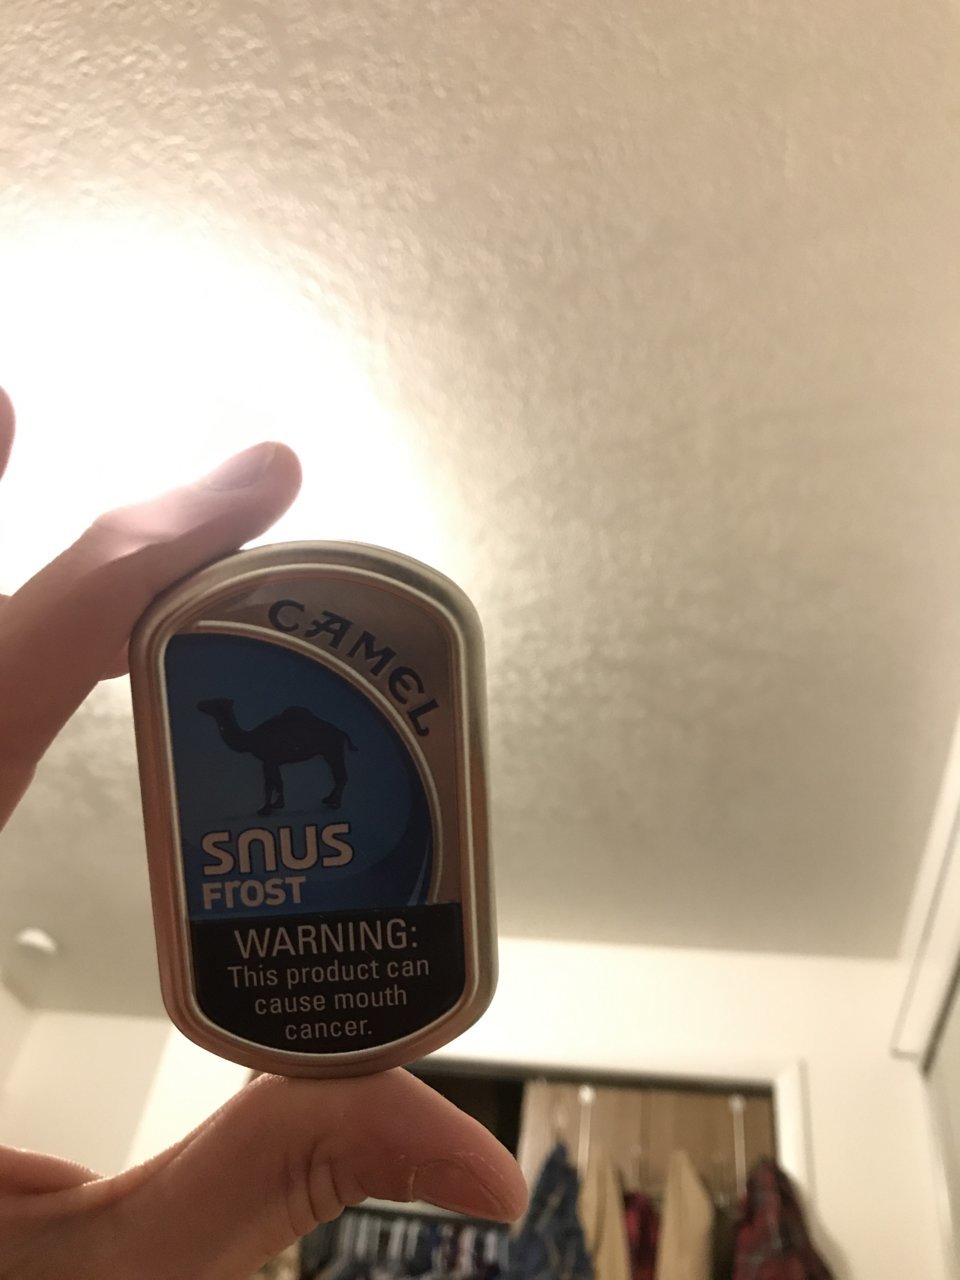 CAMEL
SNUS
FROST
WARNING:
This product can
cause mouth
cancer.